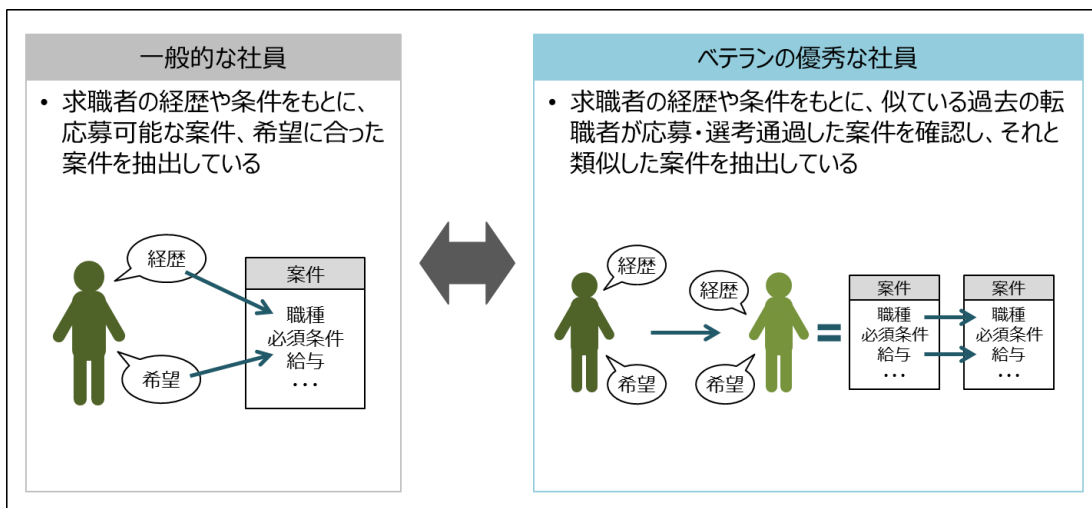 一般的な社員
• 求職者の経歴や条件をもとに、
応募可能な案件、希望に合った
案件を抽出している
経歴
希望
案件
職種
必須条件
給与
・・・
ベテランの優秀な社員
• 求職者の経歴や条件をもとに、似ている過去の転
職者が応募・選考通過した案件を確認し、それと
類似した案件を抽出している
経歴
希望
経歴
希望
=
案件
職種
必須条件
給与
・・・
案件
職種
必須条件
給与
・・・